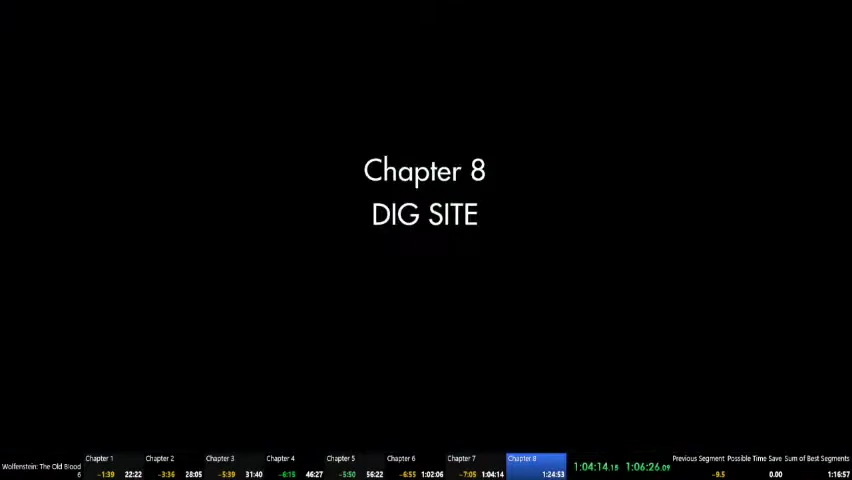 Chapter 8
DIG SITE
Wolfenstein: The Old Blood
6
Chapter 1
−1:39 22:22
Chapter 2
−3:36 28:05
Chapter 3
−5:39 31:40
Chapter 4
−6:15 46:27
Chapter 5
−5:50 56:22
Chapter 6
−6:55 1:02:06
Chapter 7
−7:05 1:04:14
Chapter 8
1:24:53
1:04:14.15 1:06:26.09
Previous Segment
−9.5
Possible Time Save
0.00
Sum of Best Segments
1:16:57